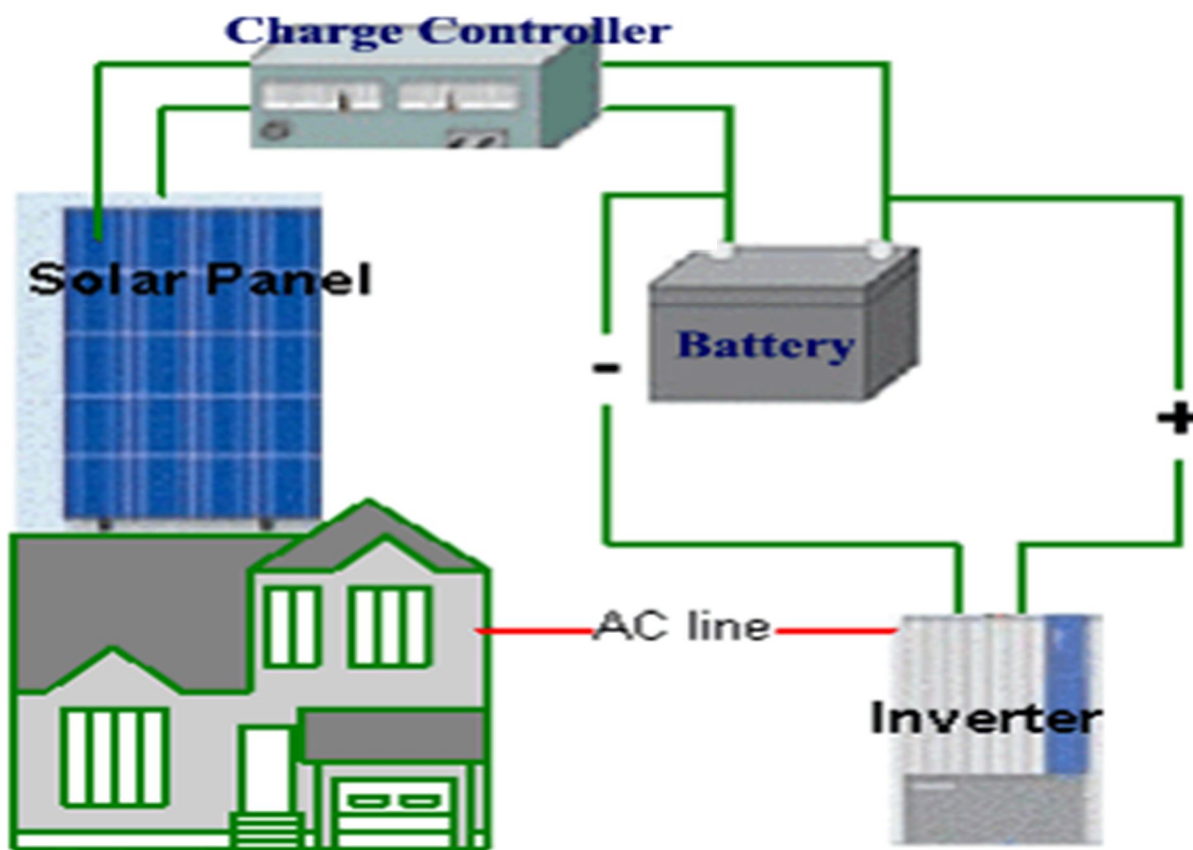 Charge Controller
Solar Panel
Battery
-
+
AC line
Inverter